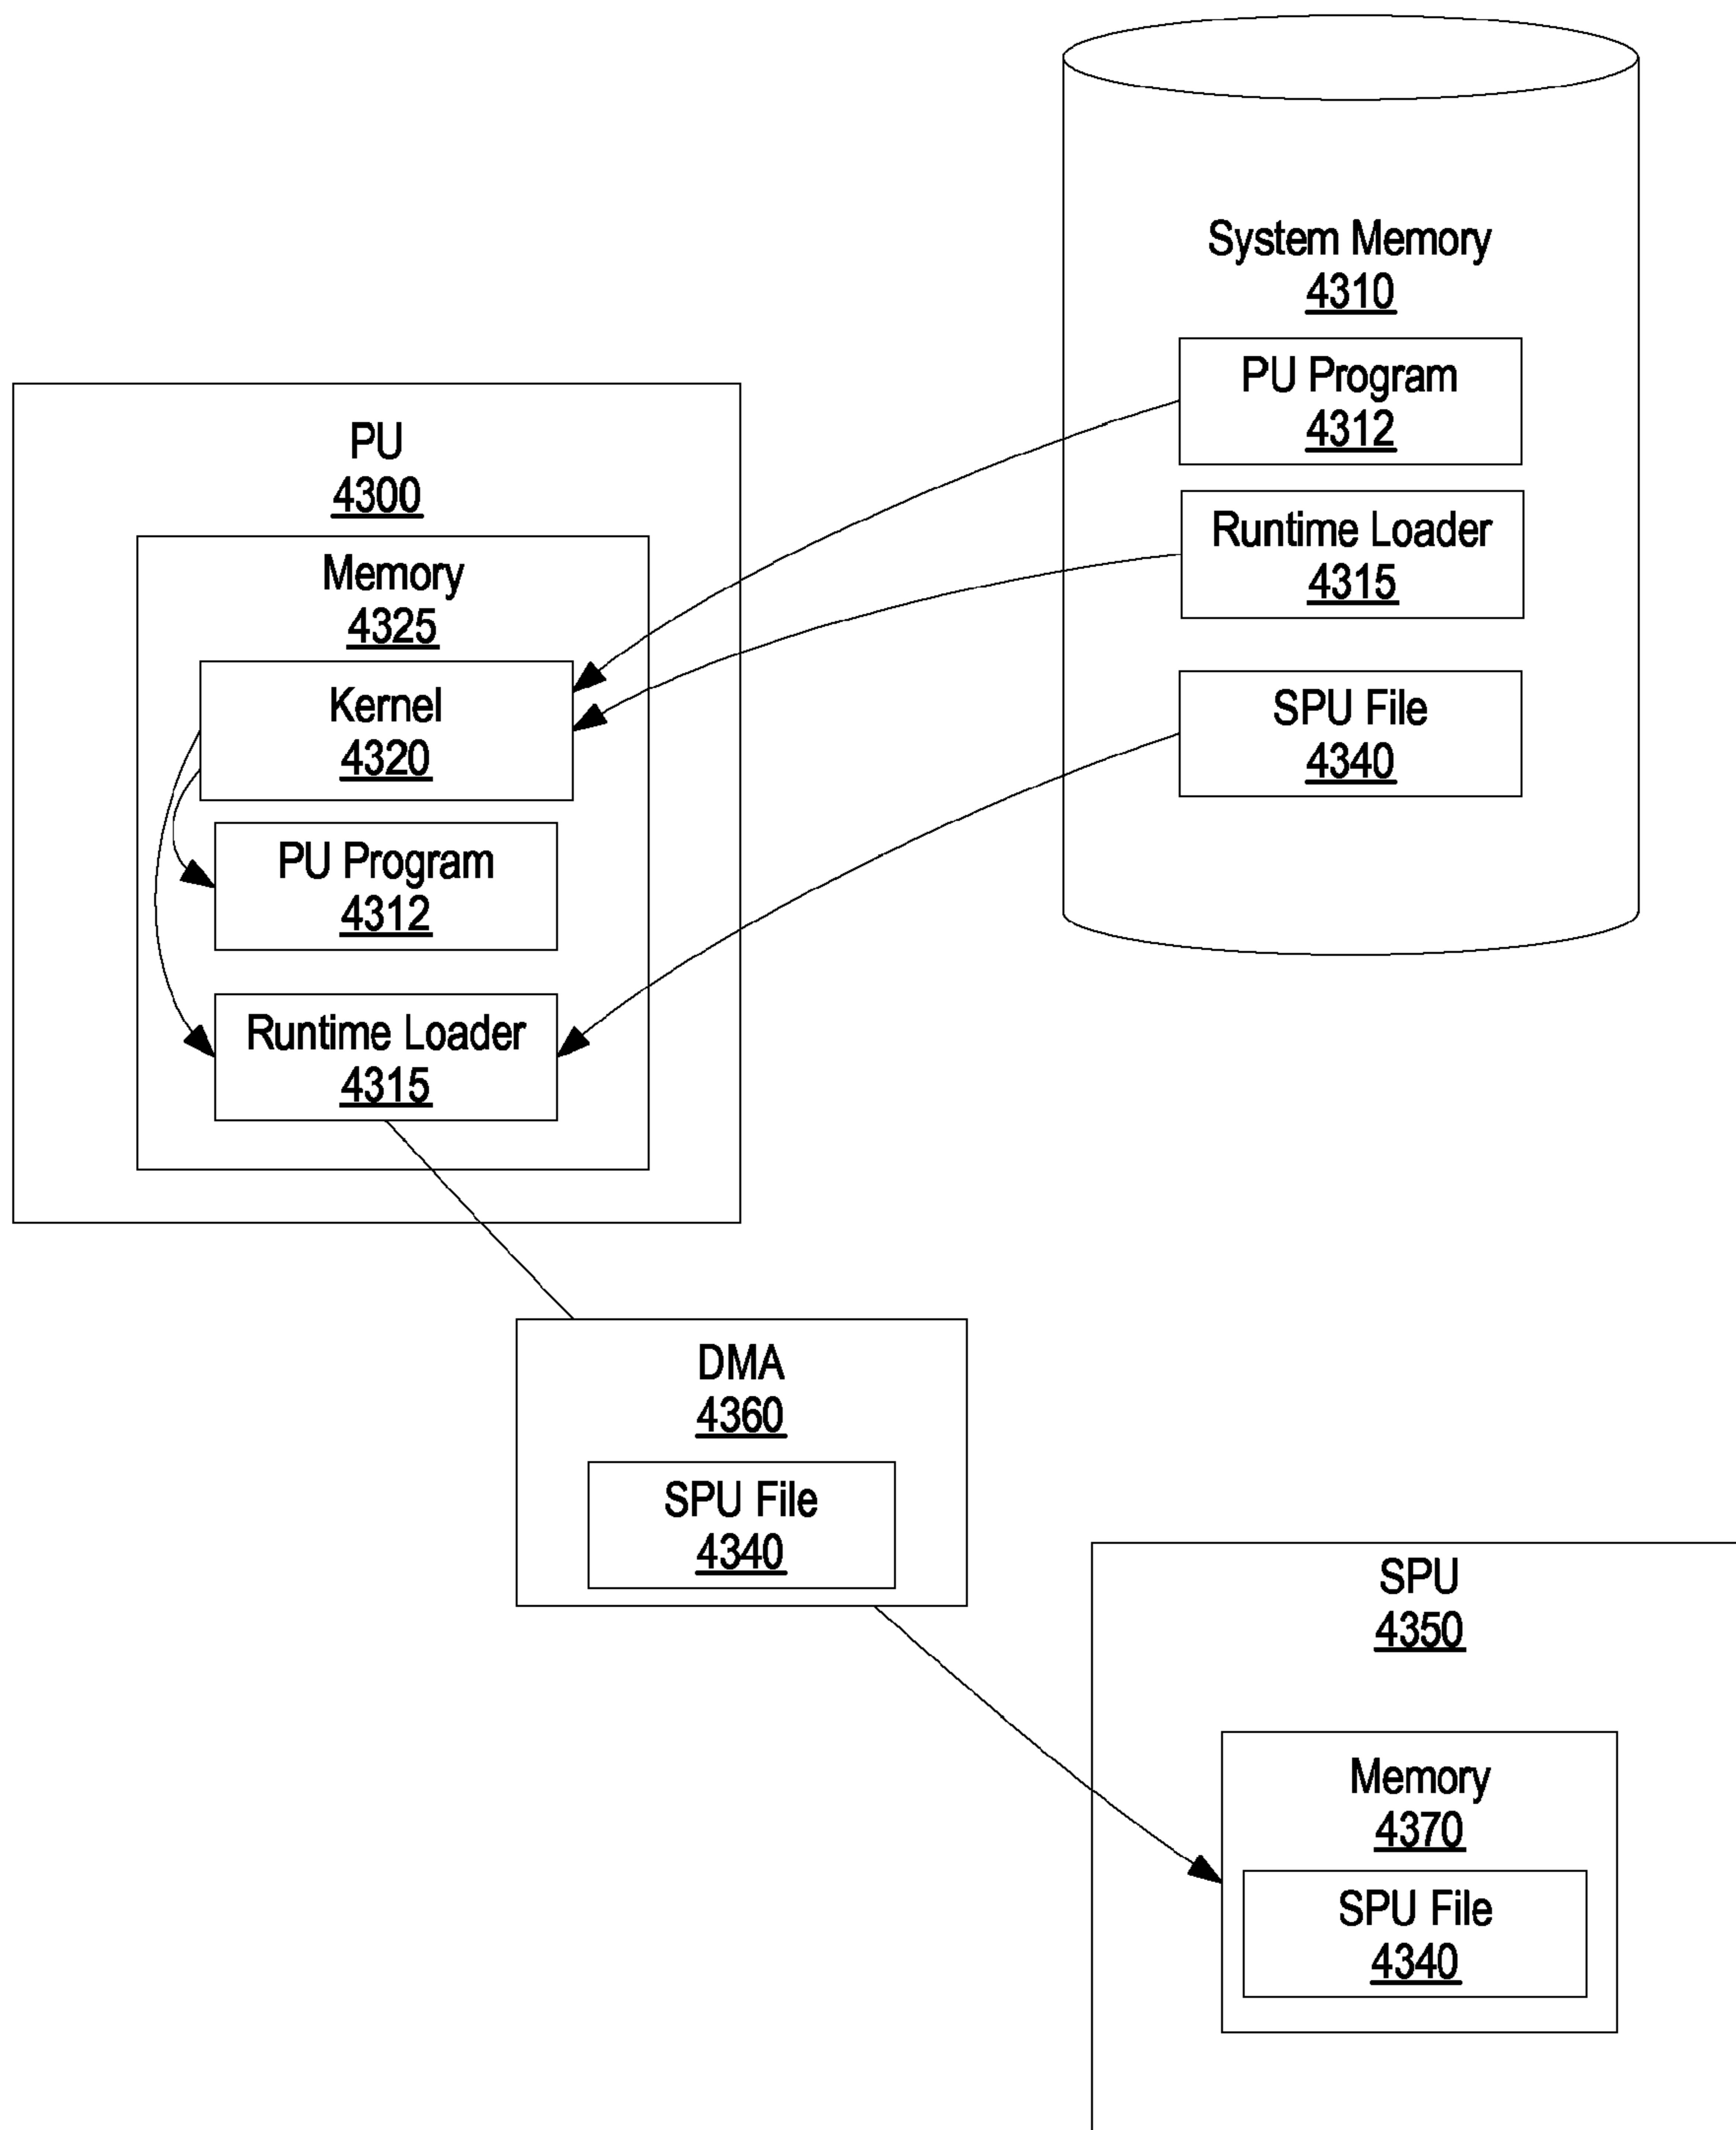 System Memory
4310
PU Program
4312
Runtime Loader
4315
SPU File
4340
PU
4300
Memory
4325
Kernel
4320
PU Program
4312
Runtime Loader
4315
DMA
4360
SPU File
4340
SPU
4350
Memory
4370
SPU File
4340